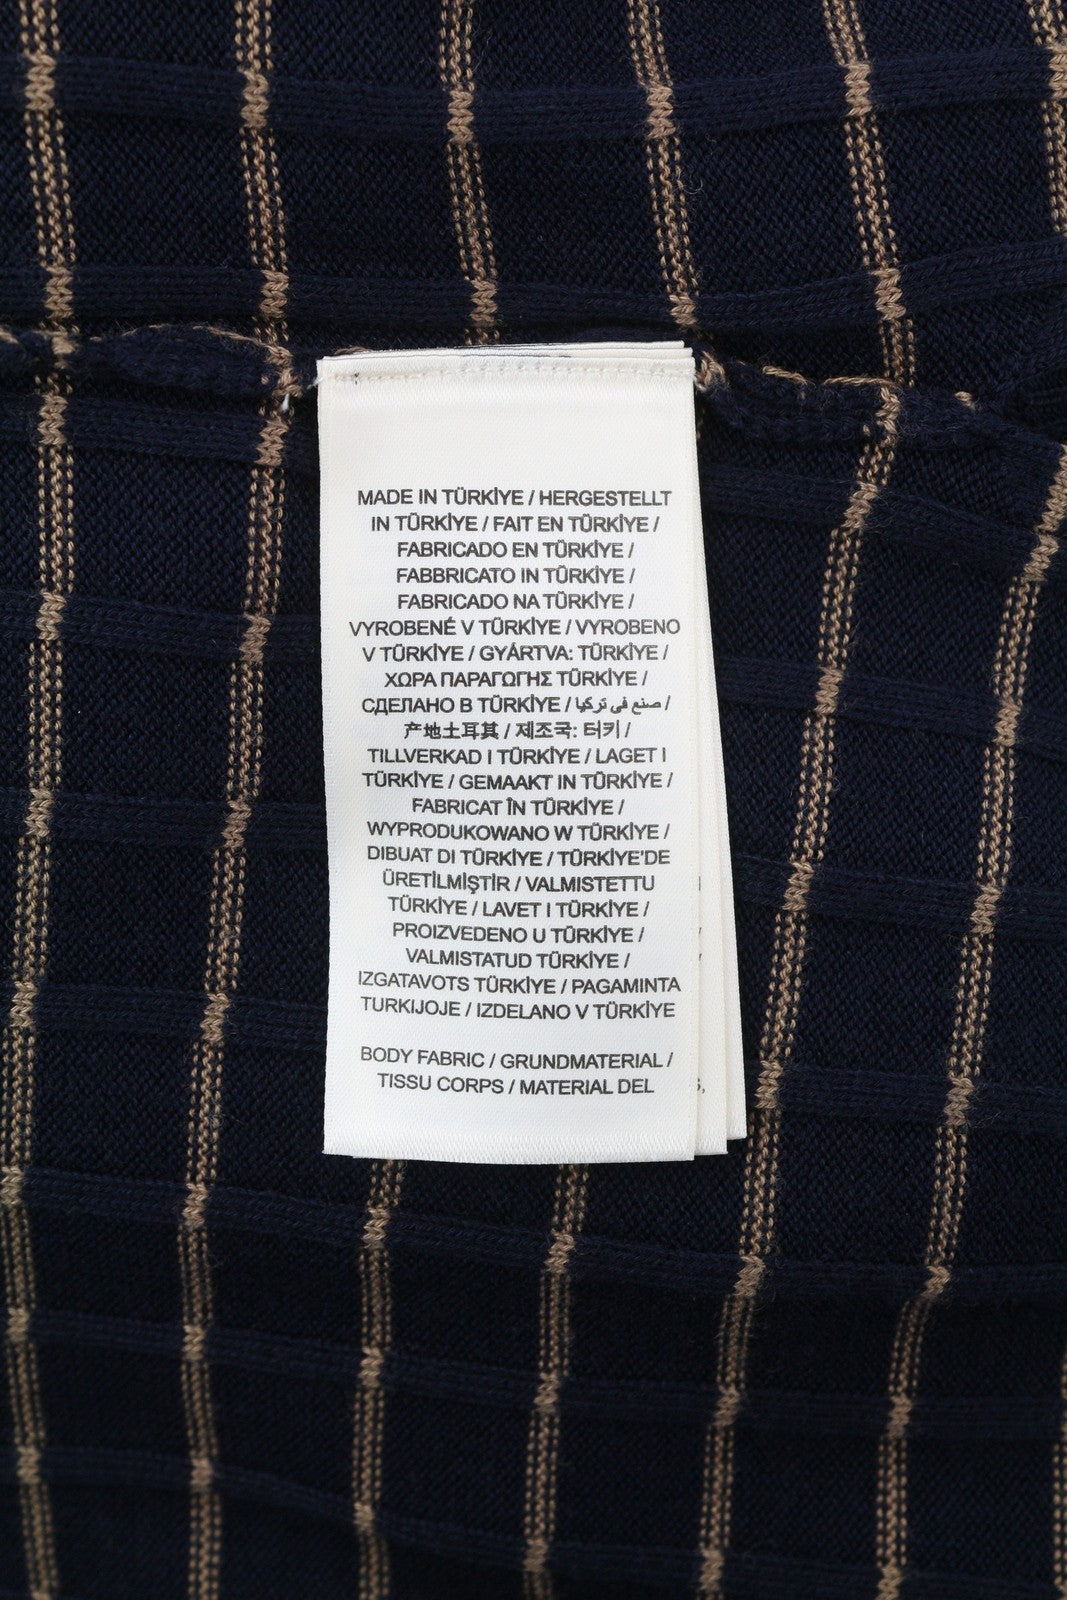 MADE IN TÜRKİYE / HERGESTELLT
IN TÜRKİYE / FAIT EN TÜRKİYE /
FABRICADO EN TÜRKİYE /
FABBRICATO IN TÜRKİYE /
FABRICADO NA TÜRKİYE /
VYROBENÉ V TÜRKİYE / VYROBENO
V TÜRKİYE / GYÁRTVA: TÜRKİYE /
ΧΩΡΑ ΠΑΡΑΓΩΓΗΣ TÜRKİYE /
СДЕЛАНО В TÜRKİYE / صنع في تركيا /
产地土耳其 / 제조국: 터키 /
TILLVERKAD I TÜRKİYE / LAGET I
TÜRKİYE / GEMAAKT IN TÜRKİYE /
FABRICAT ÎN TÜRKİYE /
WYPRODUKOWANO W TÜRKİYE /
DIBUAT DI TÜRKİYE / TÜRKİYE'DE
ÜRETİLMİŞTİR / VALMISTETTU
TÜRKİYE / LAVET I TÜRKİYE /
PROIZVEDENO U TÜRKİYE /
VALMISTATUD TÜRKİYE /
IZGATAVOTS TÜRKİYE / PAGAMINTA
TURKIJOJE / IZDELANO V TÜRKİYE
BODY FABRIC / GRUNDMATERIAL /
TISSU CORPS / MATERIAL DEL